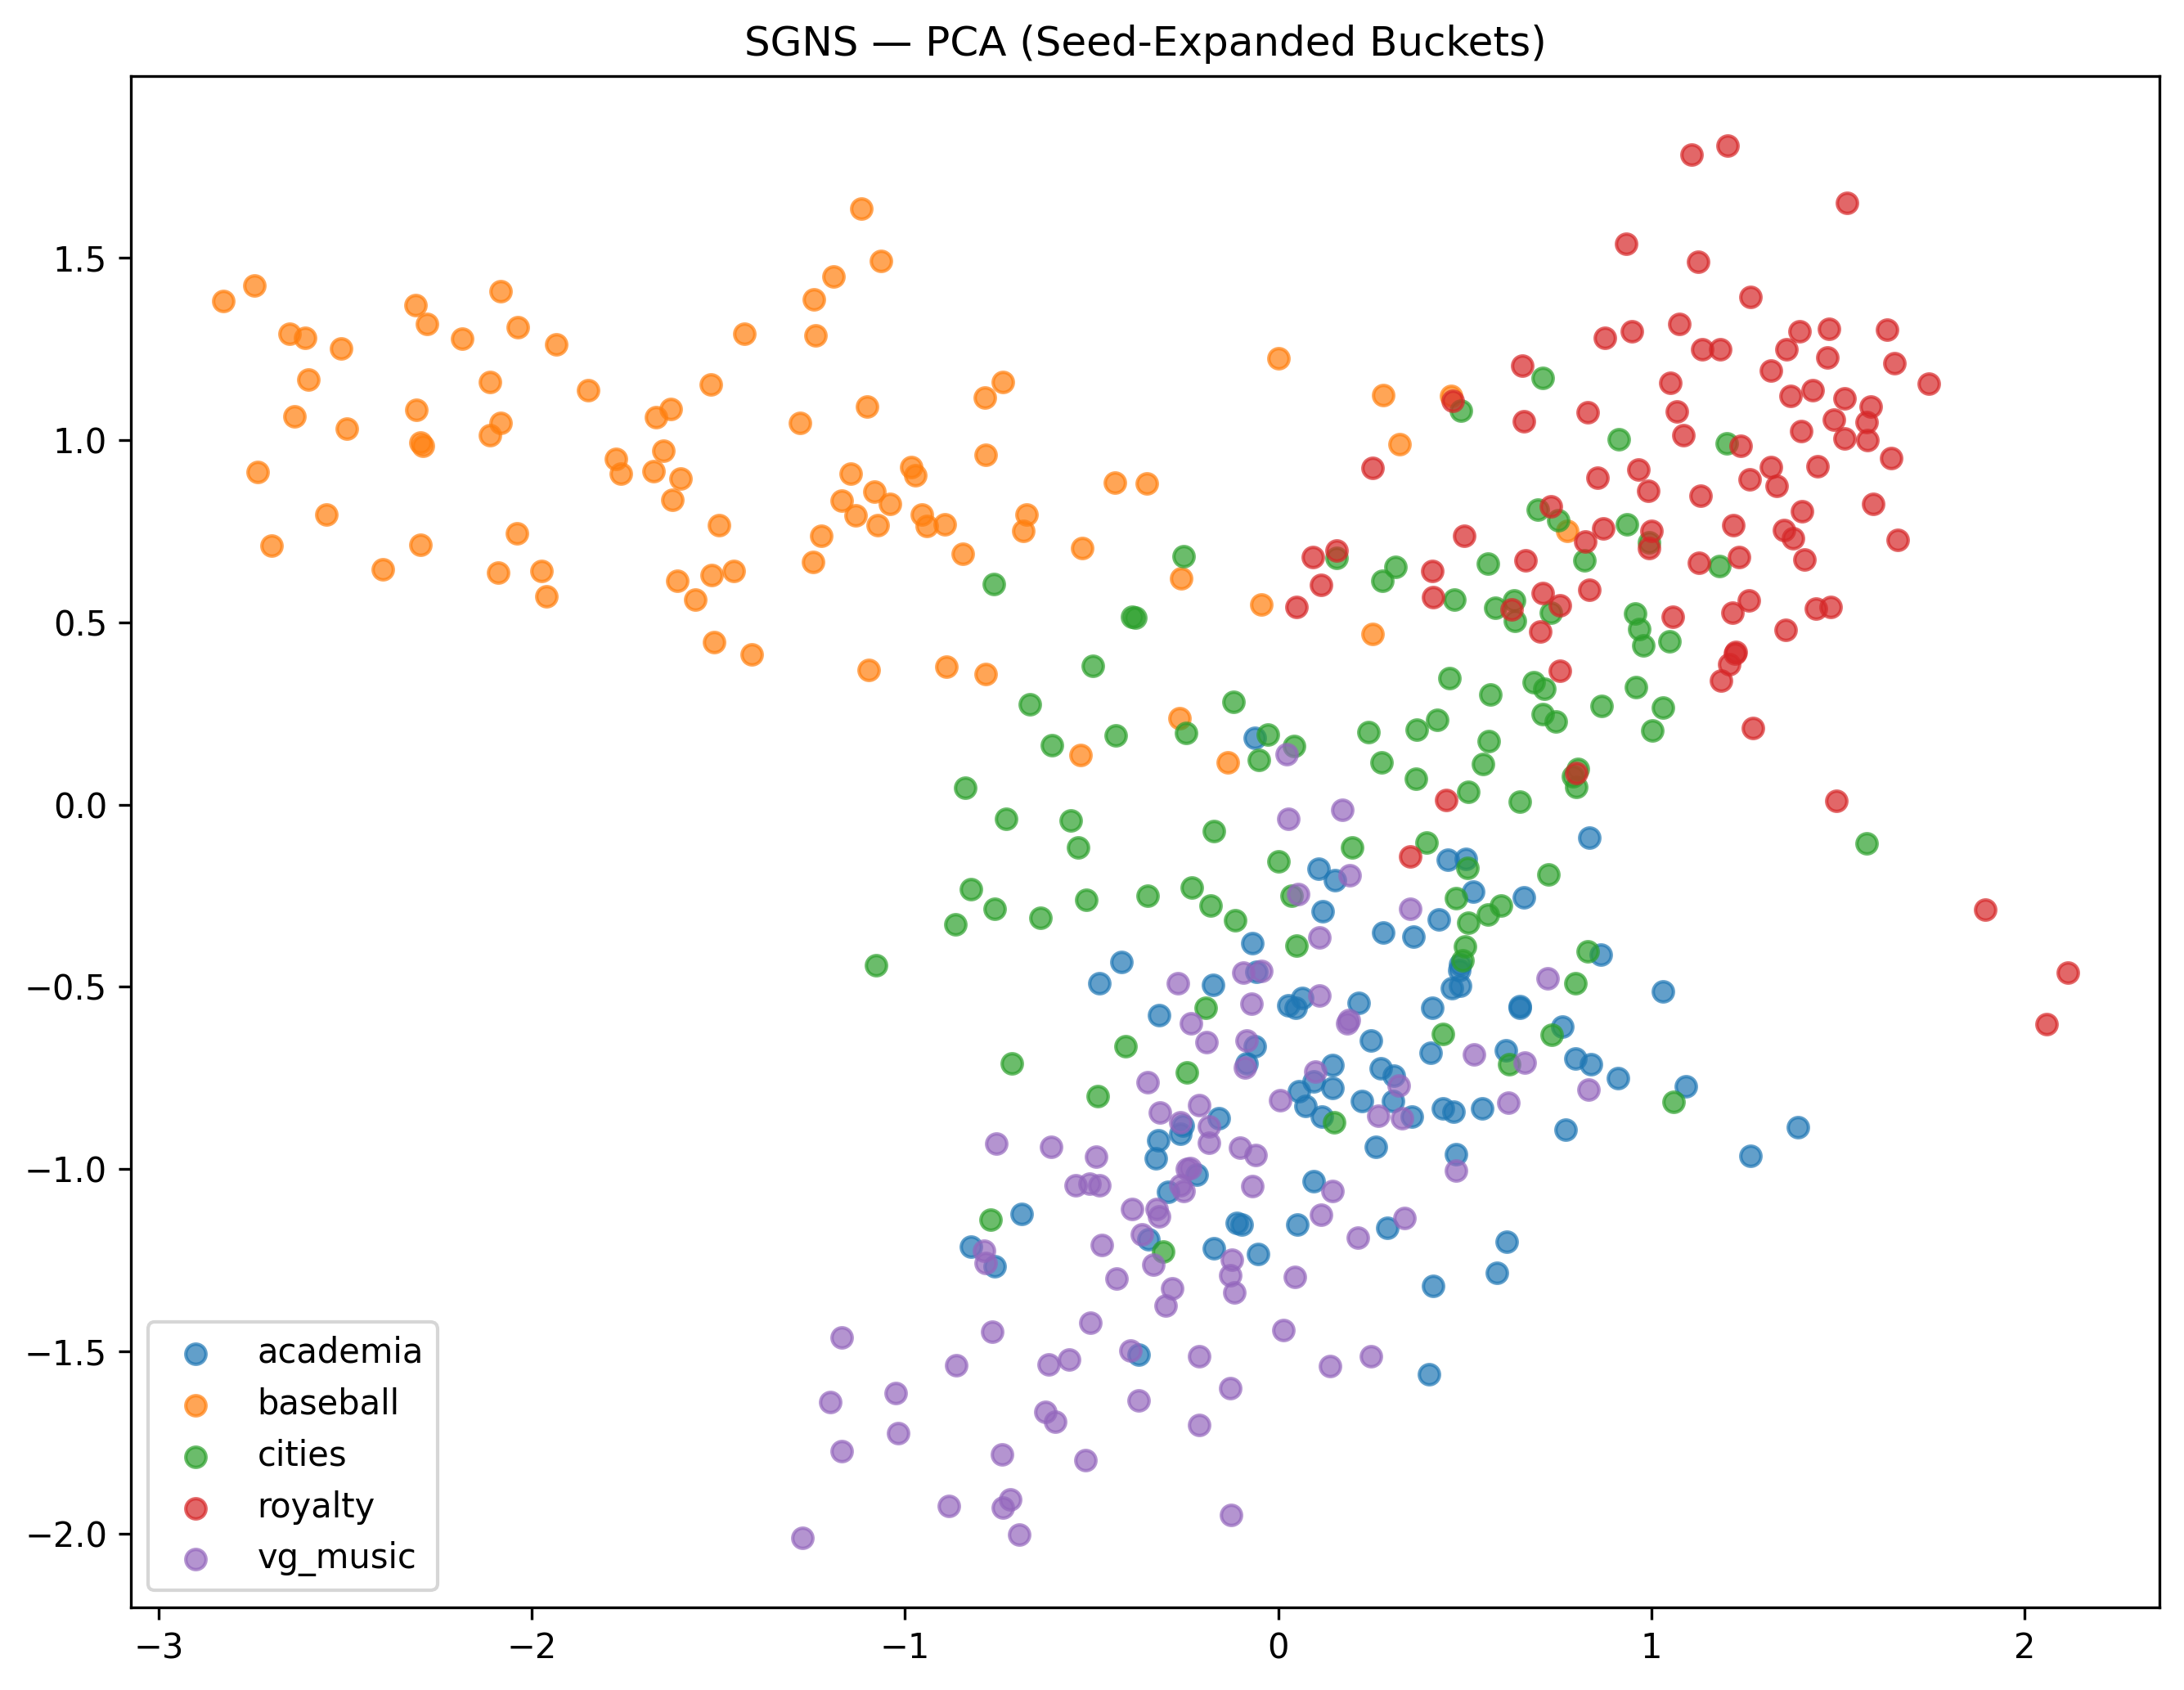 SGNS — PCA (Seed-Expanded Buckets)
1.5
1.0
0.5
0.0
−0.5
−1.0
−1.5
−2.0
academia
baseball
cities
royalty
vg_music
−3 −2 −1 0 1 2